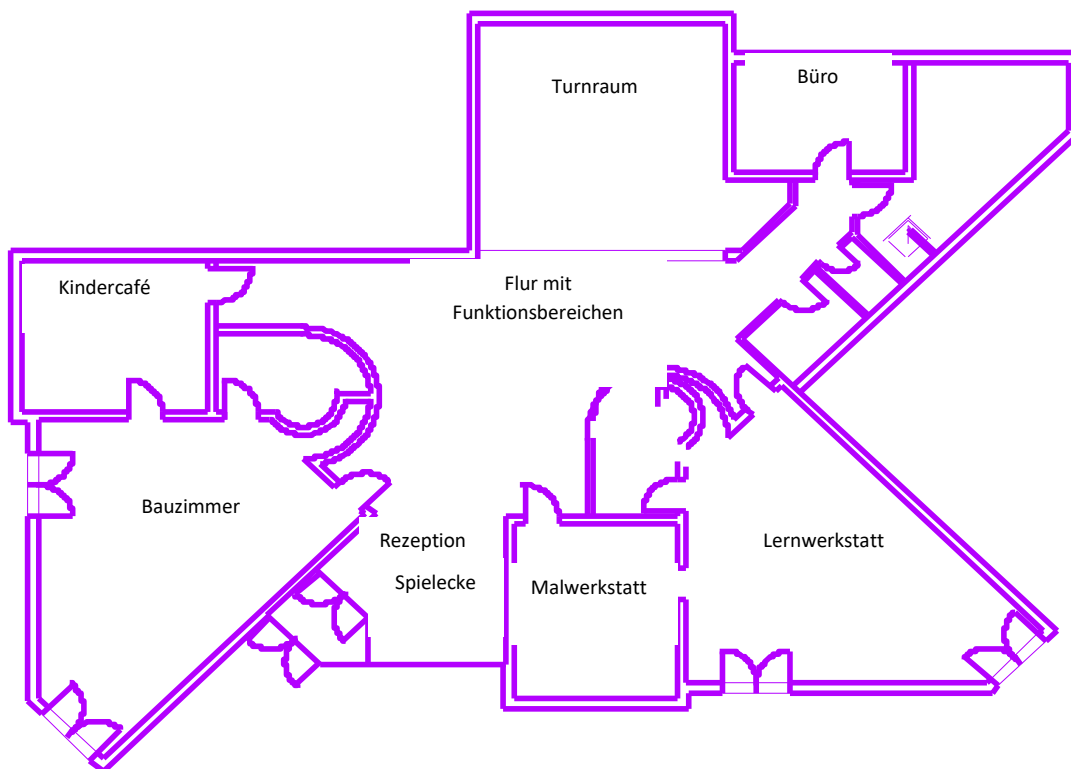 Büro
Turnraum
Kindercafé
Flur mit
Funktionsbereichen
Bauzimmer
Rezeption
Spielecke
Malwerkstatt
Lernwerkstatt